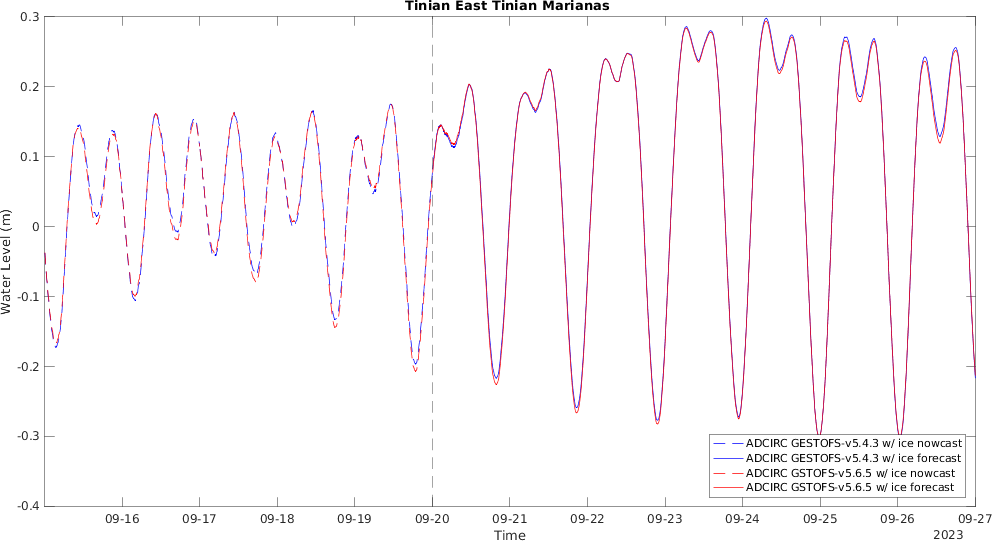 Tinian East Tinian Marianas
0.3
0.2
0.1
0
-0.1
-0.2
-0.3
-0.4
Water Level (m)
ADCIRC GESTOFS-v5.4.3 w/ ice nowcast
ADCIRC GESTOFS-v5.4.3 w/ ice forecast
ADCIRC GSTOFS-v5.6.5 w/ ice nowcast
ADCIRC GSTOFS-v5.6.5 w/ ice forecast
09-16 09-17 09-18 09-19 09-20 09-21 09-22 09-23 09-24 09-25 09-26 09-27
Time
2023